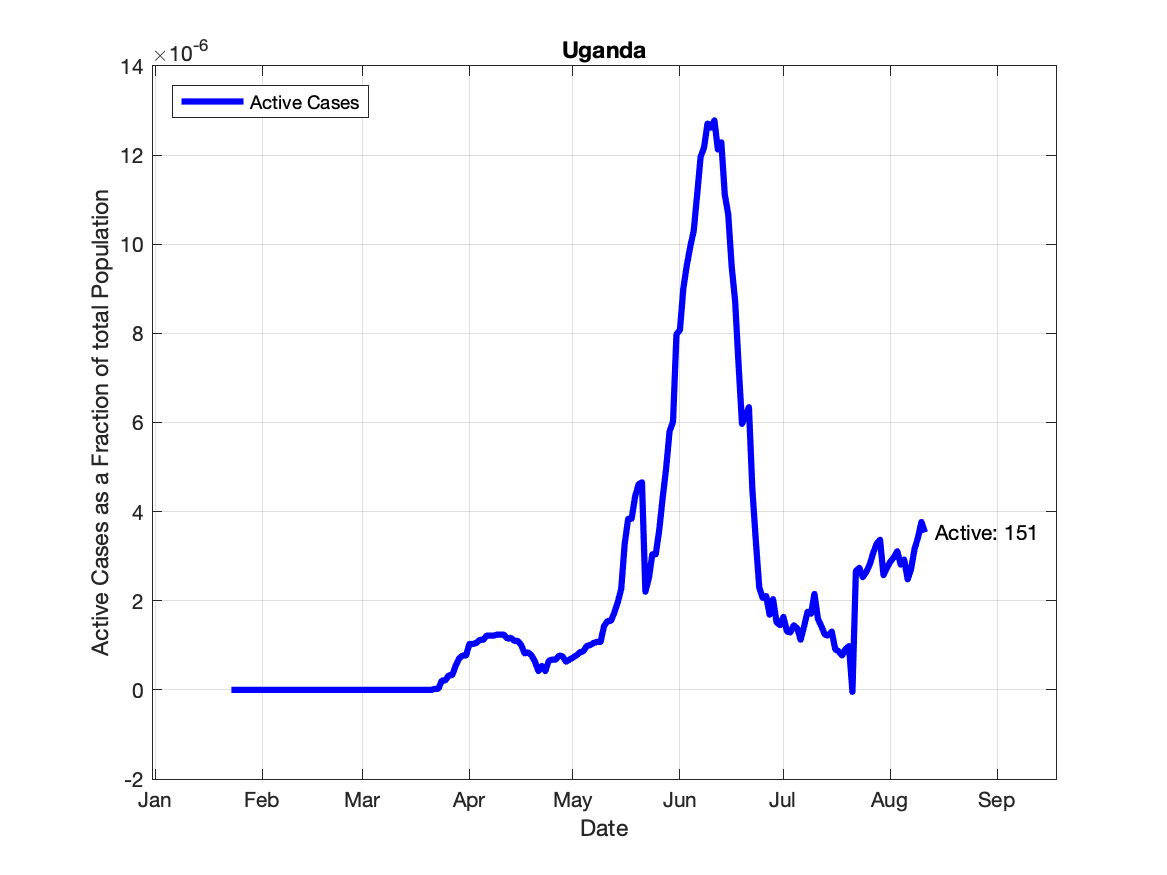 Uganda
×10-6
Active Cases
14
12
10
8
6
4
2
0
-2
Active Cases as a Fraction of total Population
Active: 151
Jan Feb Mar Apr May Jun Jul Aug Sep
Date